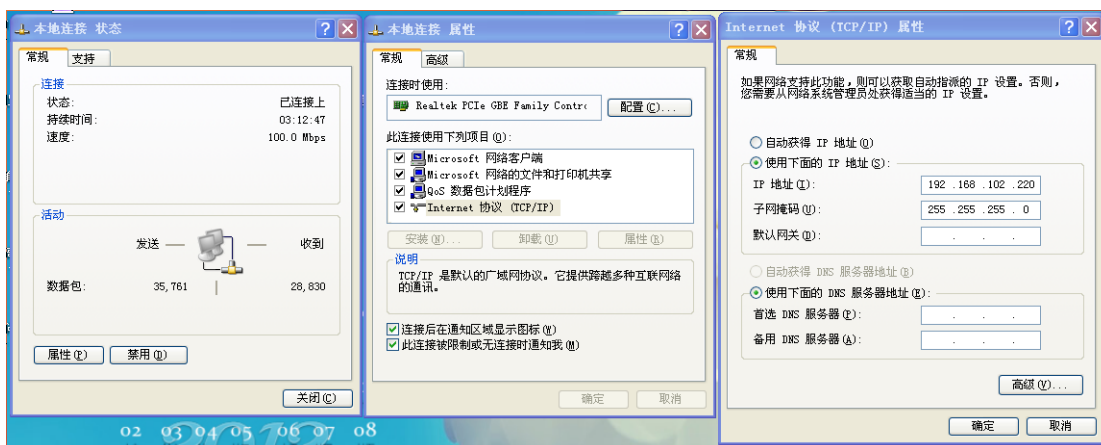 本地连接 状态
常规 支持
连接
状态: 已连接上
持续时间: 03:12:47
速度: 100.0 Mbps
活动
发送 — — 收到
数据包: 35,761 | 28,830
属性(P) 禁用(D)
关闭(C)
本地连接 属性
常规 高级
连接时使用:
Realtek PCIe GBE Family Contr 配置(C)...
此连接使用下列项目(O):
Microsoft 网络客户端
Microsoft 网络的文件和打印机共享
QoS 数据包计划程序
Internet 协议 (TCP/IP)
安装(N)... 卸载(U) 属性(R)
说明
TCP/IP 是默认的广域网协议。它提供跨越多种互联网络
的通讯。
连接后在通知区域显示图标(W)
此连接被限制或无连接时通知我(M)
确定 取消
Internet 协议 (TCP/IP) 属性
常规
如果网络支持此功能,则可以获取自动指派的 IP 设置。否则,
您需要从网络系统管理员处获得适当的 IP 设置。
自动获得 IP 地址(O)
使用下面的 IP 地址(S):
IP 地址(I): 192 .168 .102 .220
子网掩码(U): 255 .255 .255 . 0
默认网关(D): . . .
自动获得 DNS 服务器地址(B)
使用下面的 DNS 服务器地址(E):
首选 DNS 服务器(P): . . .
备用 DNS 服务器(A): . . .
高级(V)...
确定 取消
02 03 04 05 06 07 08
2012